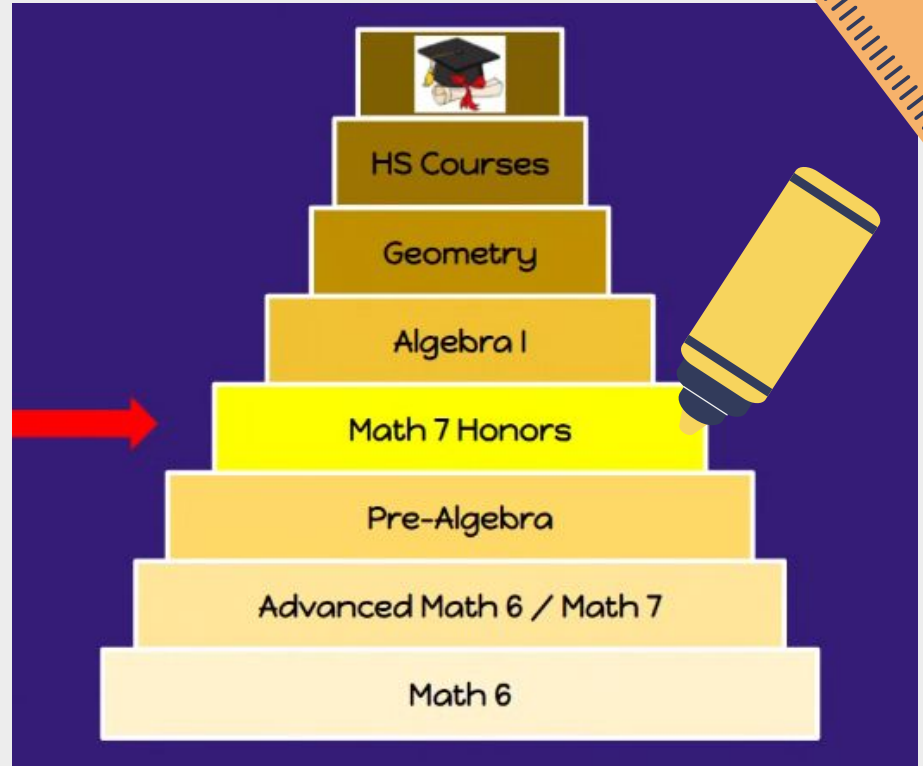 HS Courses
Geometry
Algebra I
Math 7 Honors
Pre-Algebra
Advanced Math 6 / Math 7
Math 6